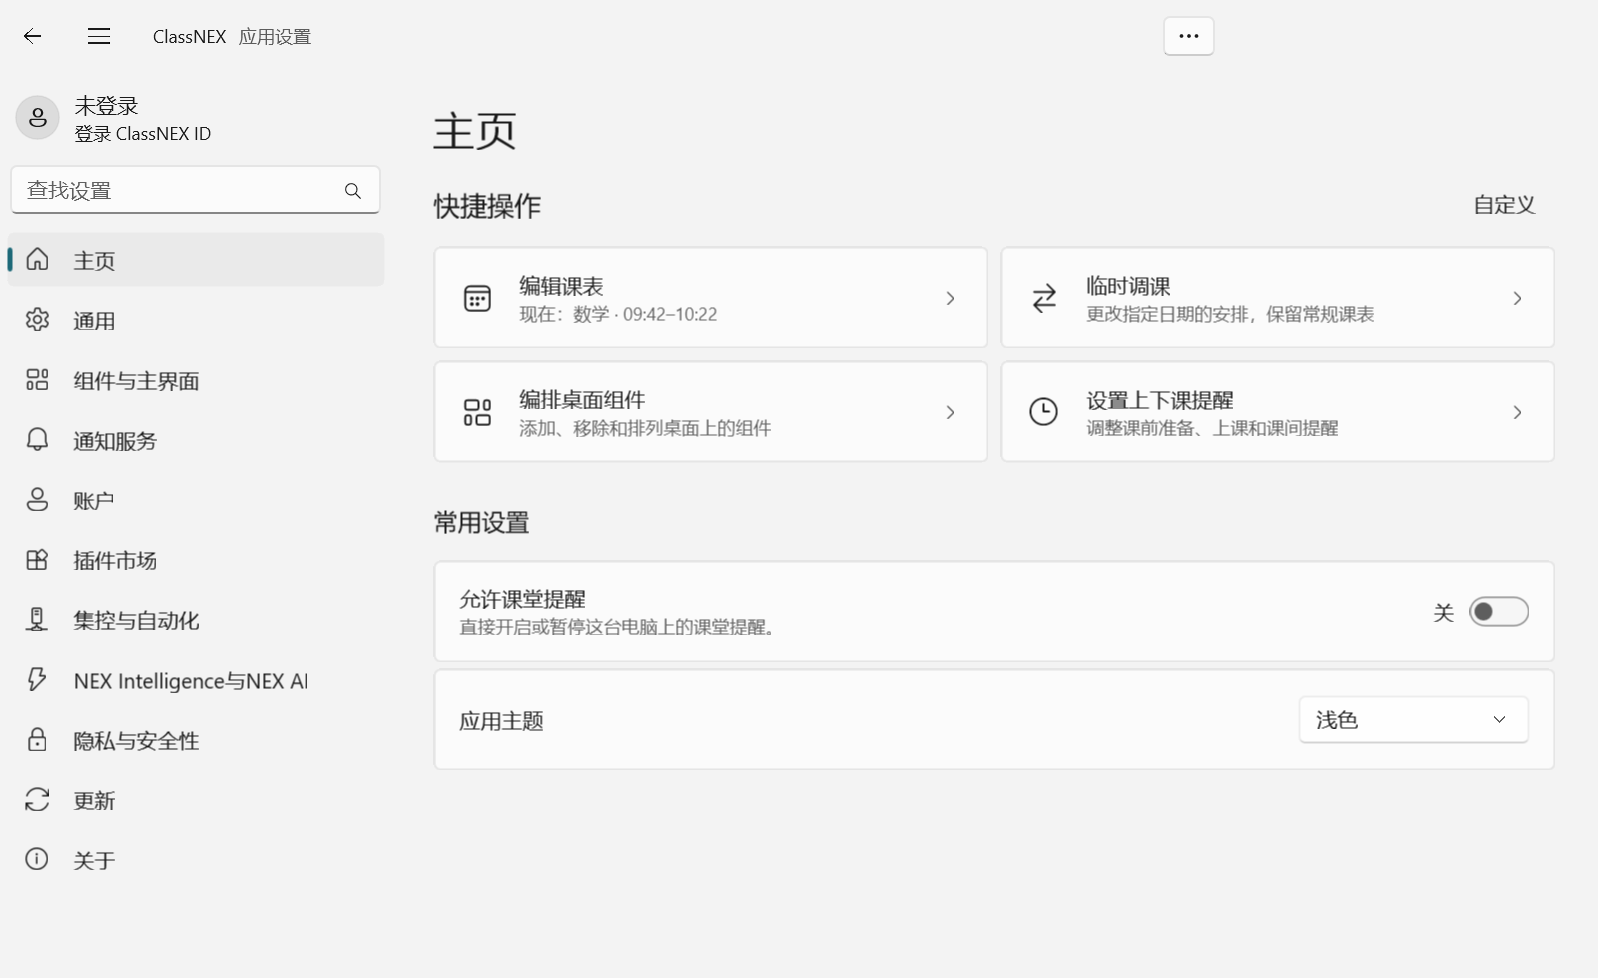 ClassNEX 应用设置
未登录
登录 ClassNEX ID
查找设置
主页
通用
组件与主界面
通知服务
账户
插件市场
集控与自动化
NEX Intelligence与NEX AI
隐私与安全性
更新
关于
主页
快捷操作
自定义
编辑课表
现在：数学 · 09:42–10:22
临时调课
更改指定日期的安排，保留常规课表
编排桌面组件
添加、移除和排列桌面上的组件
设置上下课提醒
调整课前准备、上课和课间提醒
常用设置
允许课堂提醒
直接开启或暂停这台电脑上的课堂提醒。
关
应用主题
浅色